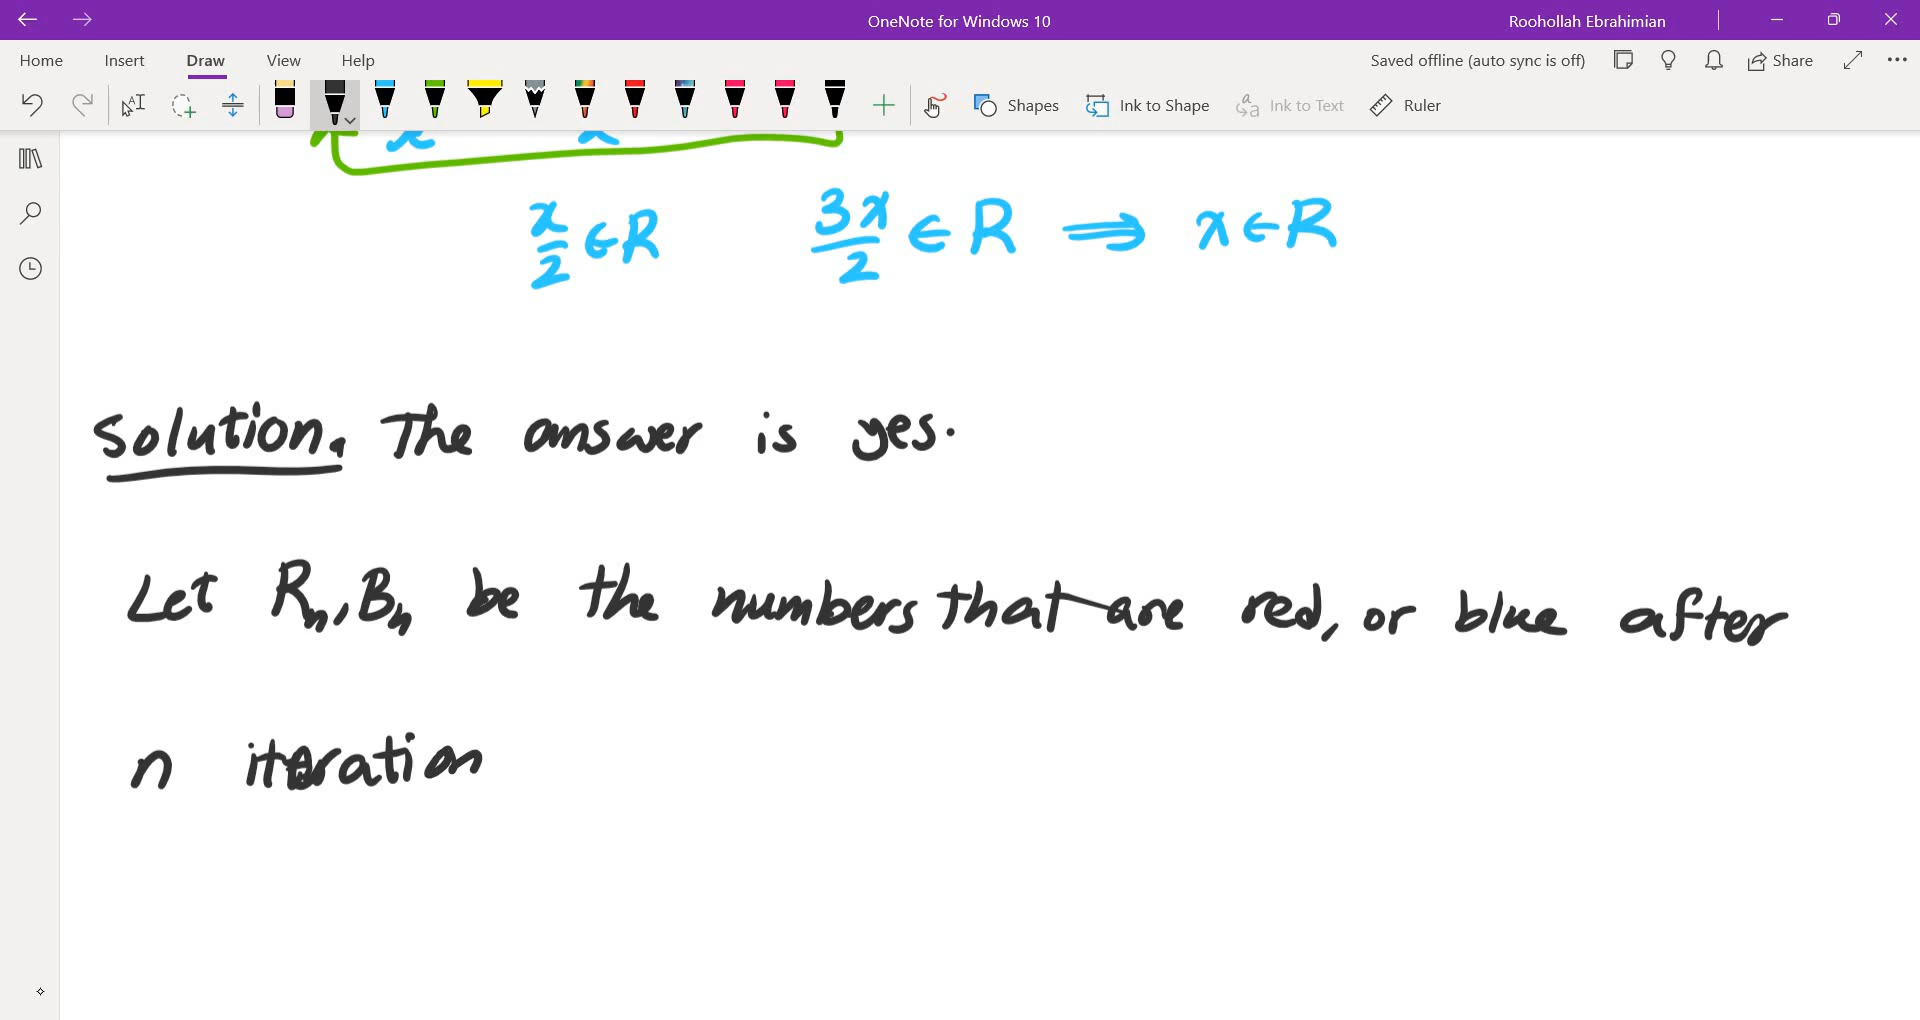 OneNote for Windows 10
Roohollah Ebrahimian
Home Insert Draw View Help
Saved offline (auto sync is off) Share
Shapes Ink to Shape Ink to Text Ruler
x/2 ∈ R 3x/2 ∈ R ⟹ x ∈ R
Solution. The answer is yes.
Let Rn, Bn be the numbers that are red, or blue after
n iteration